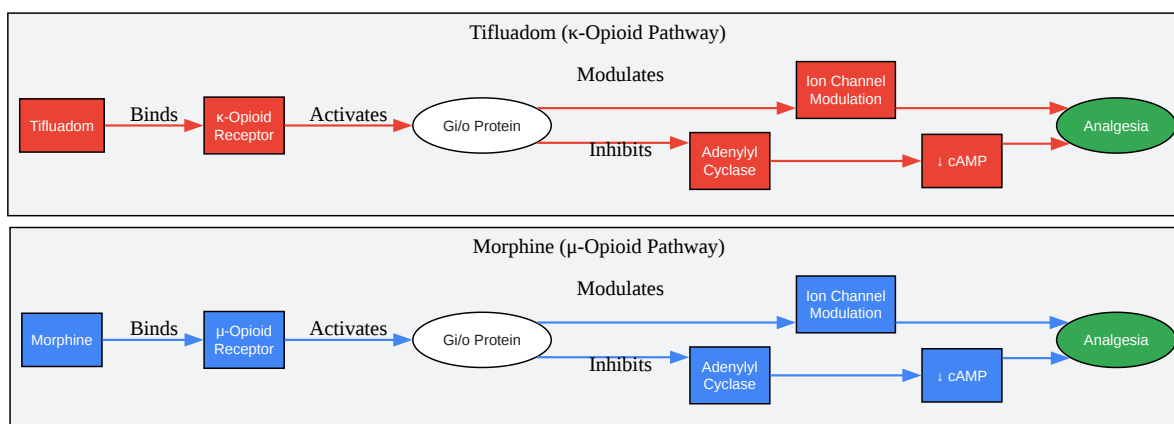 Tifluadom (κ-Opioid Pathway)
Modulates
Ion Channel
Modulation
Tifluadom
Binds
κ-Opioid
Receptor
Activates
Gi/o Protein
Analgesia
Inhibits
Adenylyl
Cyclase
↓ cAMP
Morphine (μ-Opioid Pathway)
Modulates
Ion Channel
Modulation
Morphine
Binds
μ-Opioid
Receptor
Activates
Gi/o Protein
Analgesia
Inhibits
Adenylyl
Cyclase
↓ cAMP